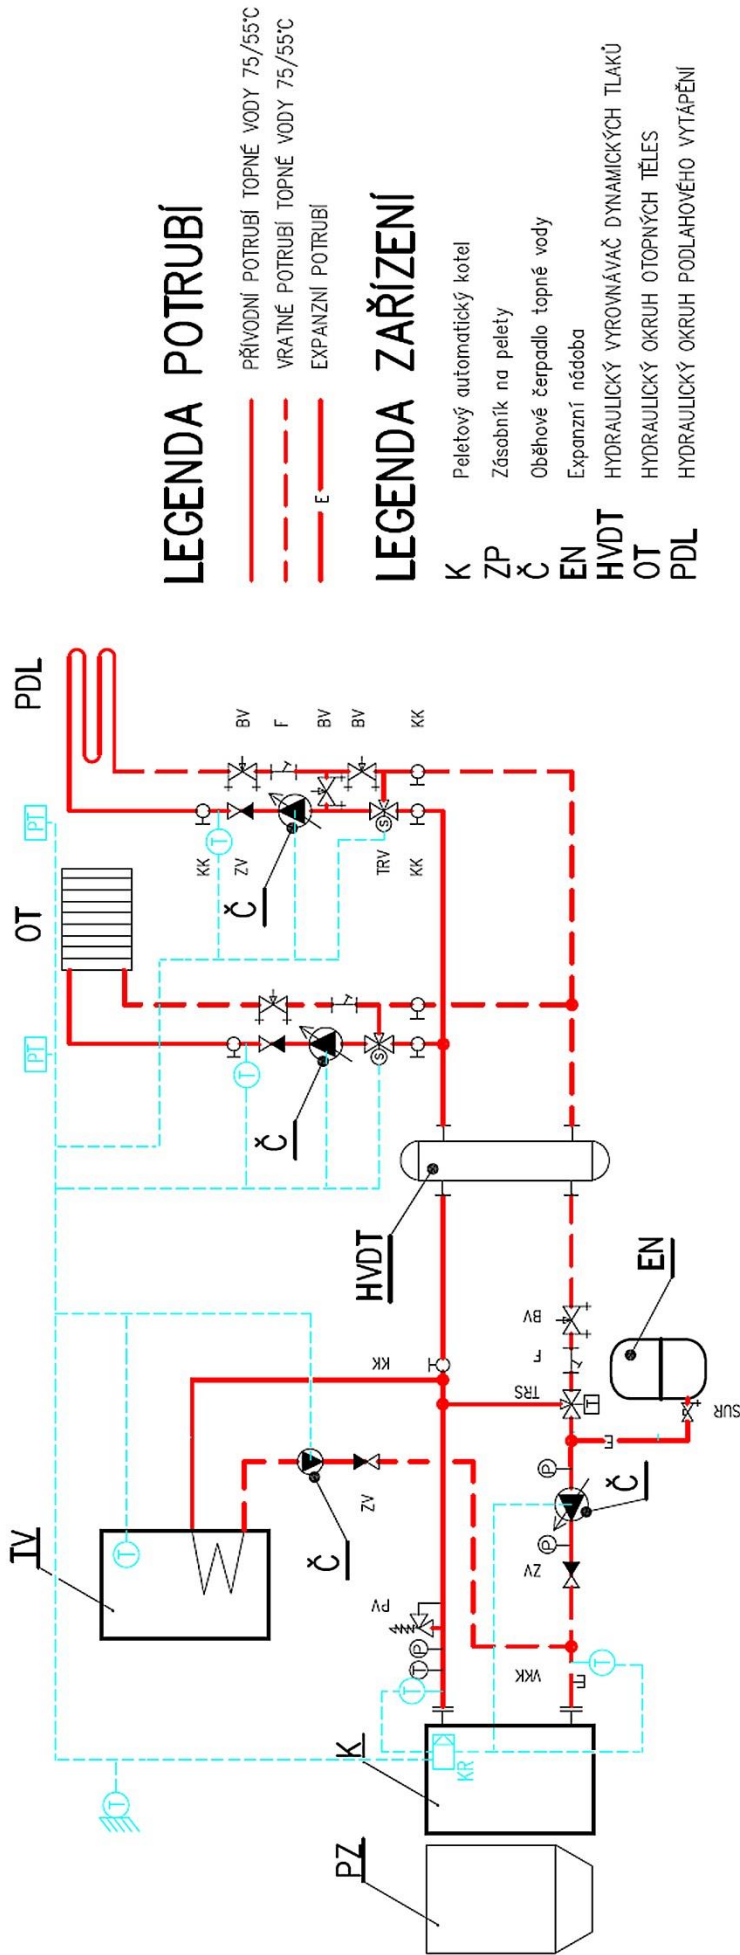 TV
OT
PDL
PT
PT
T
T
KK
T
Č
ZV
BV
T
Č
F
BV
Č
BV
PZ
K
ZV
HVDT
PV
KK
S
TRV
S
KK
KK
T
T
P
KR
VKK
ZV
TRS
F
BV
P
P
E
T
T
E
Č
EN
SUR
LEGENDA POTRUBÍ
PŘÍVODNÍ POTRUBÍ TOPNÉ VODY 75/55°C
VRATNÉ POTRUBÍ TOPNÉ VODY 75/55°C
E EXPANZNÍ POTRUBÍ
LEGENDA ZAŘÍZENÍ
K Peletový automatický kotel
ZP Zásobník na pelety
Č Oběhové čerpadlo topné vody
EN Expanzní nádoba
HVDT HYDRAULICKÝ VYROVNÁVAČ DYNAMICKÝCH TLAKŮ
OT HYDRAULICKÝ OKRUH OTOPNÝCH TĚLES
PDL HYDRAULICKÝ OKRUH PODLAHOVÉHO VYTÁPĚNÍ